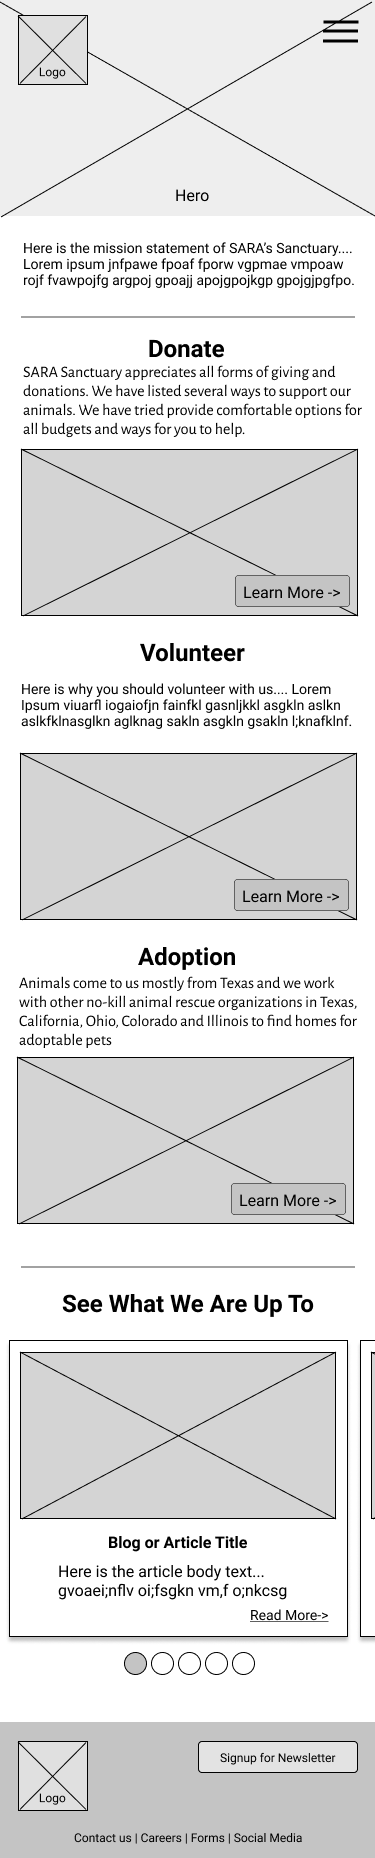 Logo
Hero
Here is the mission statement of SARA's Sanctuary....
Lorem ipsum jnfpawe fpoaf fporw vgpmae vmpoaw
rojf fvawpojfg argpoj gpoajj apojgpojkgp gpojgjpgfpo.
Donate
SARA Sanctuary appreciates all forms of giving and
donations. We have listed several ways to support our
animals. We have tried provide comfortable options for
all budgets and ways for you to help.
Learn More ->
Volunteer
Here is why you should volunteer with us.... Lorem
Ipsum viuarfl iogaiofjn fainfkl gasnljkkl asgkln aslkn
aslkfklnasglkn aglknag sakln asgkln gsakln l;knafklnf.
Learn More ->
Adoption
Animals come to us mostly from Texas and we work
with other no-kill animal rescue organizations in Texas,
California, Ohio, Colorado and Illinois to find homes for
adoptable pets
Learn More ->
See What We Are Up To
Blog or Article Title
Here is the article body text...
gvoaei;nflv oi;fsgkn vm,f o;nkcsg
Read More->
Signup for Newsletter
Logo
Contact us | Careers | Forms | Social Media